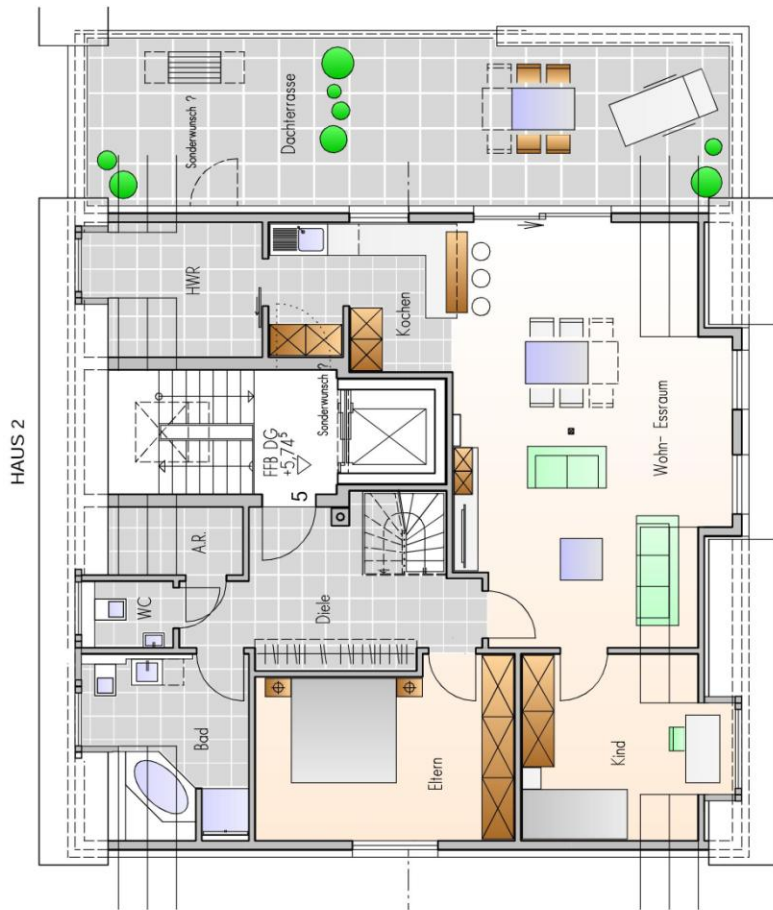 HAUS 2
Sonderwunsch ?
Dachterrasse
HWR
Kochen
Sonderwunsch ?
FFB DG
+5,74⁵
5
Wohn- Essraum
A.R.
WC
Diele
Bad
Eltern
Kind